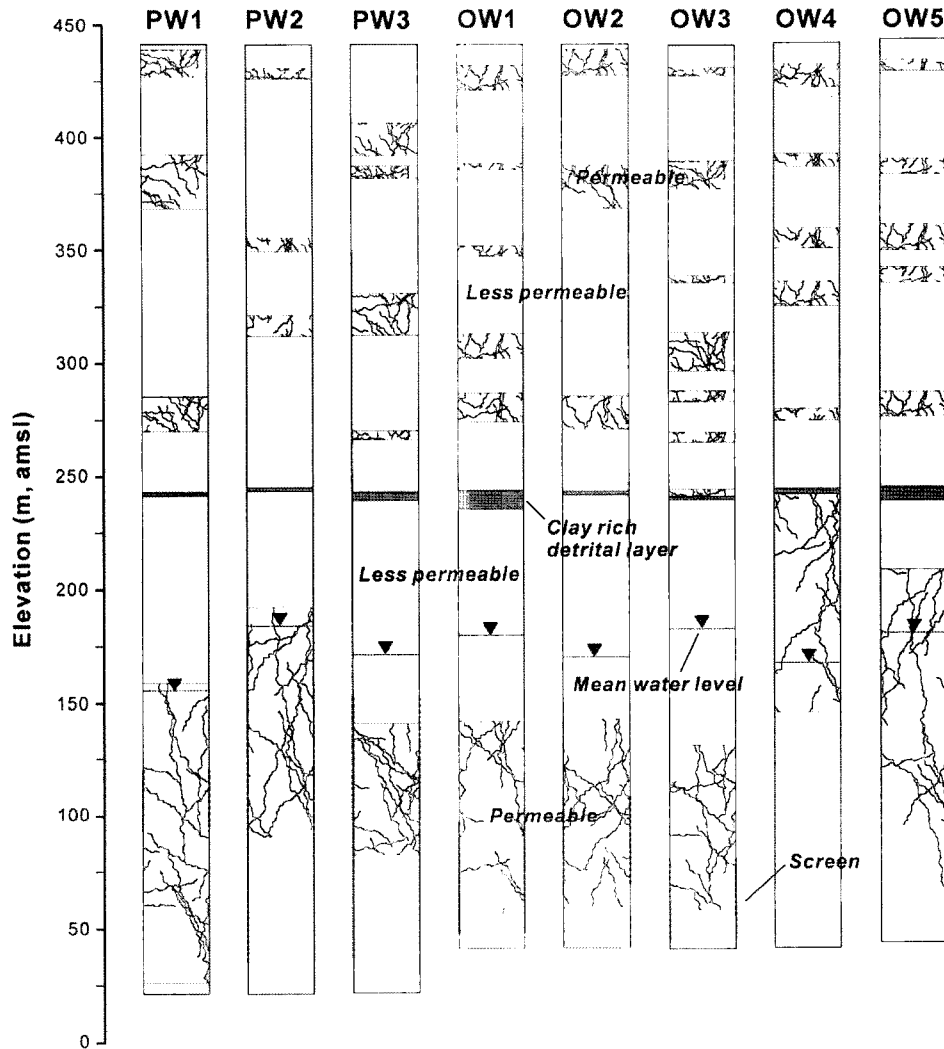 PW1 PW2 PW3 OW1 OW2 OW3 OW4 OW5
Elevation (m, amsl)
450
400
350
300
250
200
150
100
50
0
Permeable
Less permeable
Clay rich
detrital layer
Less permeable
Mean water level
Permeable
Screen